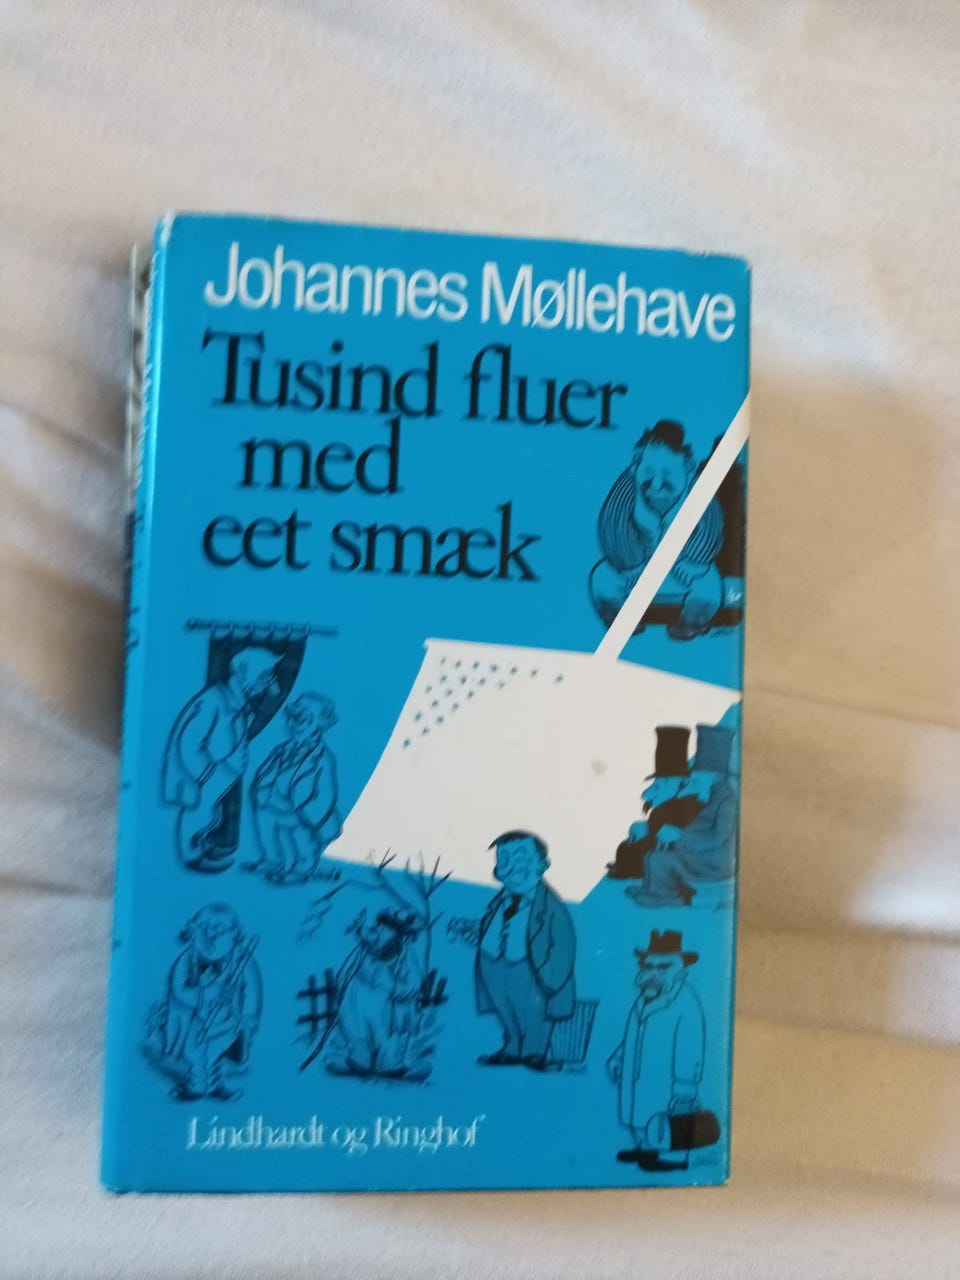 Johannes Møllehave
Tusind fluer
med
eet smæk
Lindhardt og Ringhof